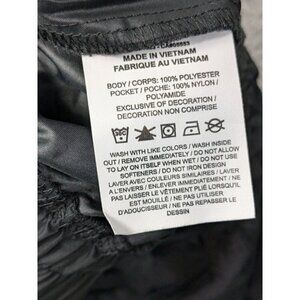 MADE IN VIETNAM
FABRIQUE AU VIETNAM
BODY / CORPS: 100% POLYESTER
POCKET / POCHE: 100% NYLON /
POLYAMIDE
EXCLUSIVE OF DECORATION /
DECORATION NON COMPRISE
WASH WITH LIKE COLORS / WASH INSIDE
OUT / REMOVE IMMEDIATELY / DO NOT ALLOW
TO LAY ON ITSELF WHEN WET / DO NOT USE
SOFTENERS / DO NOT IRON DESIGN
LAVER AVEC COULEURS SIMILAIRES / LAVER
A L'ENVERS / ENLEVER IMMEDIATEMENT / NE
PAS LAISSER LE VÊTEMENT PLIÉ LORSQU'IL
EST MOUILLÉ / NE PAS UTILISER
D'ADOUCISSEUR / NE PAS REPASSER LE
DESSIN